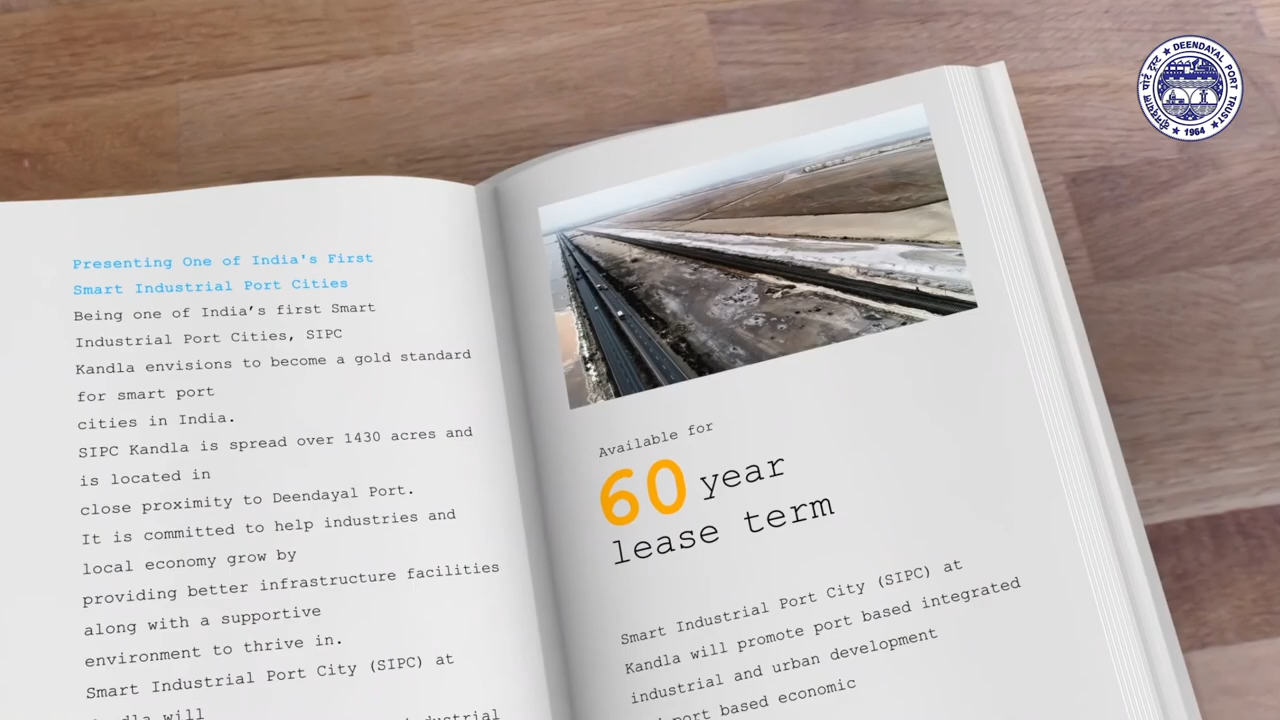 Presenting One of India's First
Smart Industrial Port Cities
Being one of India’s first Smart
Industrial Port Cities, SIPC
Kandla envisions to become a gold standard
for smart port
cities in India.
SIPC Kandla is spread over 1430 acres and
is located in
close proximity to Deendayal Port.
It is committed to help industries and
local economy grow by
providing better infrastructure facilities
along with a supportive
environment to thrive in.
Smart Industrial Port City (SIPC) at
will
Available for
60 year
lease term
Smart Industrial Port City (SIPC) at
Kandla will promote port based integrated
industrial and urban development
port based economic
दीनदयाल पोर्ट ट्रस्ट ★ DEENDAYAL PORT TRUST ★ 1964 ★